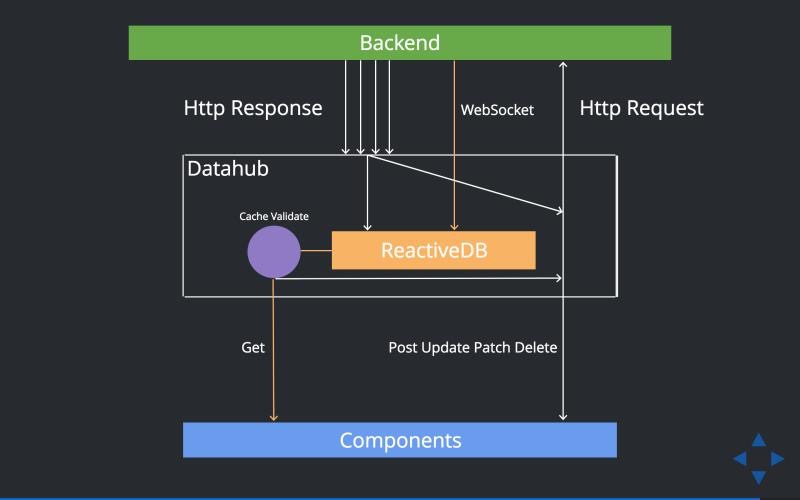 Backend
Http Response
WebSocket
Http Request
Datahub
Cache Validate
ReactiveDB
Get
Post Update Patch Delete
Components